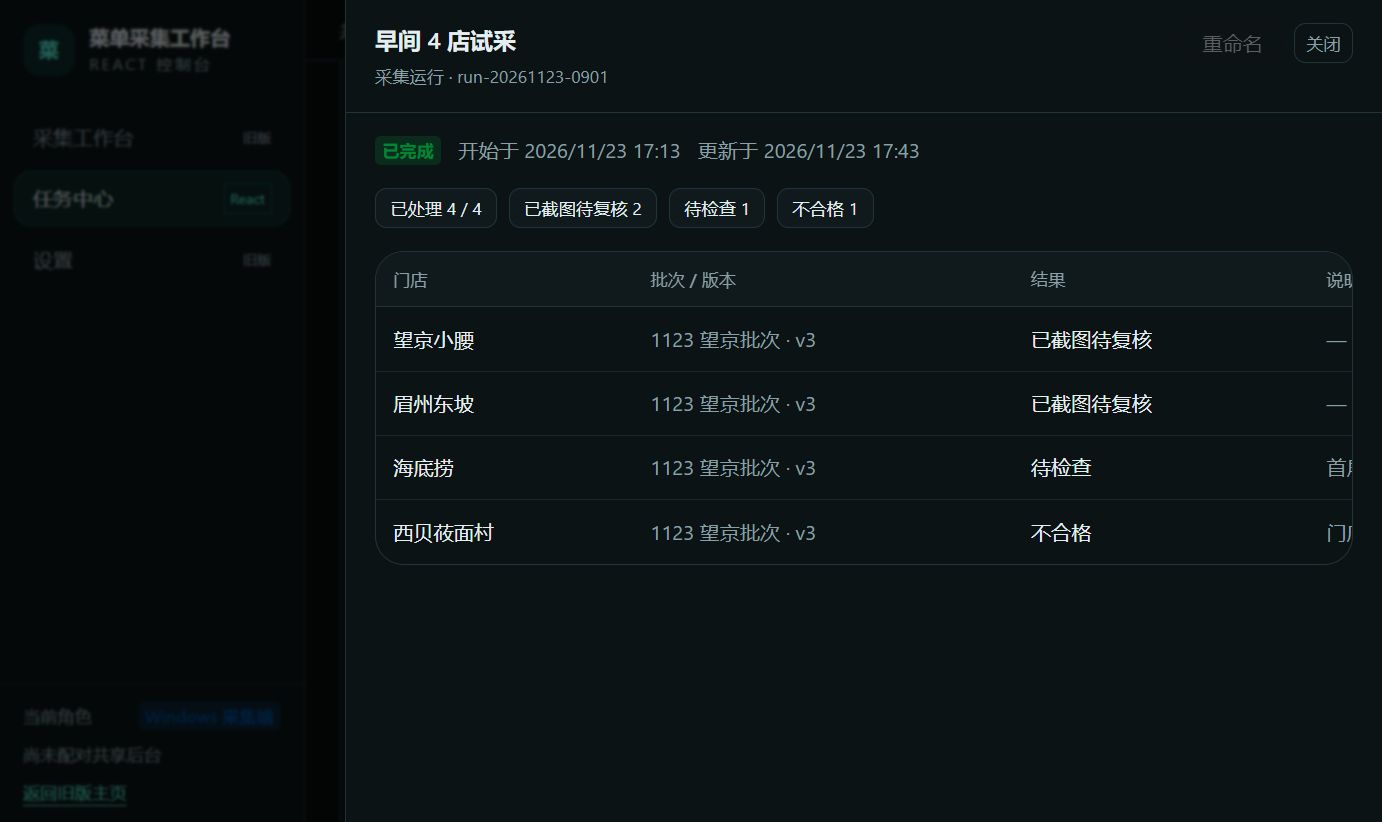 菜
菜单采集工作台
REACT 控制台
采集工作台 旧版
任务中心 React
设置 旧版
当前角色 Windows 采集端
尚未配对共享后台
返回旧版主页
早间 4 店试采
采集运行 · run-20261123-0901
重命名 关闭
已完成 开始于 2026/11/23 17:13 更新于 2026/11/23 17:43
已处理 4 / 4 已截图待复核 2 待检查 1 不合格 1
门店 批次 / 版本 结果 说
望京小腰 1123 望京批次 · v3 已截图待复核 —
眉州东坡 1123 望京批次 · v3 已截图待复核 —
海底捞 1123 望京批次 · v3 待检查 首
西贝莜面村 1123 望京批次 · v3 不合格 门